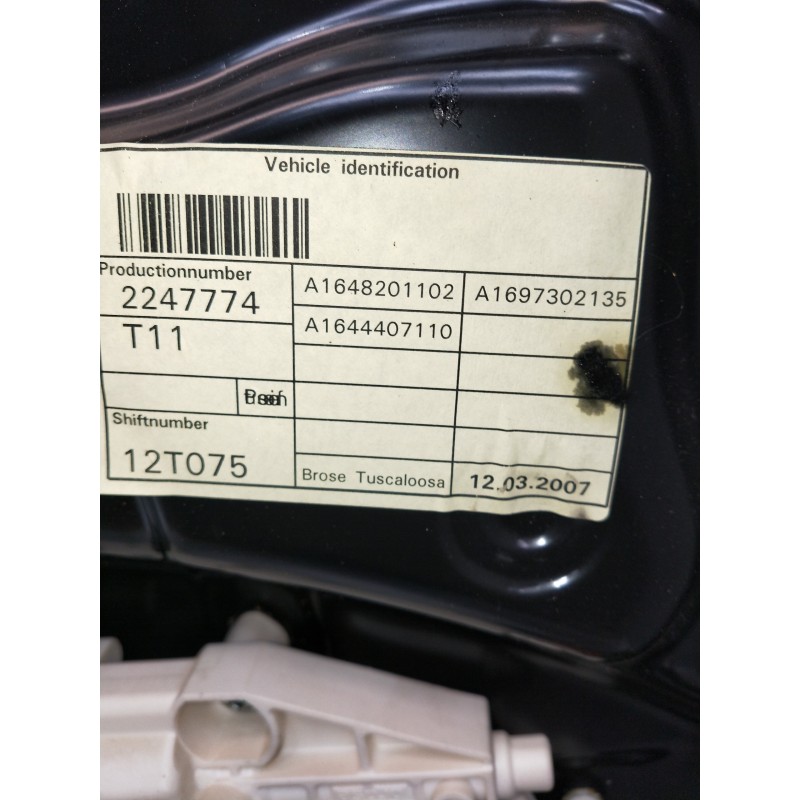 Vehicle identification
Productionnumber
2247774
T11
A1648201102
A1697302135
A1644407110
Shiftnumber
12T075
Brose Tuscaloosa
12.03.2007